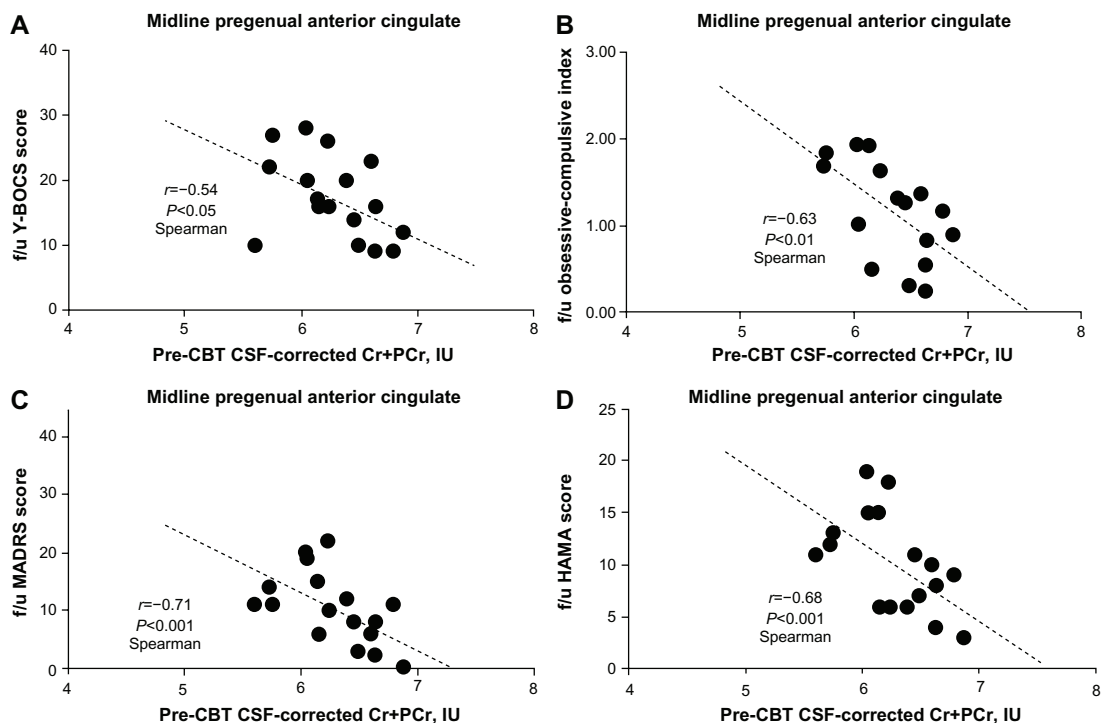 A
Midline pregenual anterior cingulate
f/u Y-BOCS score
40
30
20
10
0
r=−0.54
P<0.05
Spearman
4 5 6 7 8
Pre-CBT CSF-corrected Cr+PCr, IU
B
Midline pregenual anterior cingulate
f/u obsessive-compulsive index
3.00
2.00
1.00
0.00
r=−0.63
P<0.01
Spearman
4 5 6 7 8
Pre-CBT CSF-corrected Cr+PCr, IU
C
Midline pregenual anterior cingulate
f/u MADRS score
40
30
20
10
0
r=−0.71
P<0.001
Spearman
4 5 6 7 8
Pre-CBT CSF-corrected Cr+PCr, IU
D
Midline pregenual anterior cingulate
f/u HAMA score
25
20
15
10
5
0
r=−0.68
P<0.001
Spearman
4 5 6 7 8
Pre-CBT CSF-corrected Cr+PCr, IU